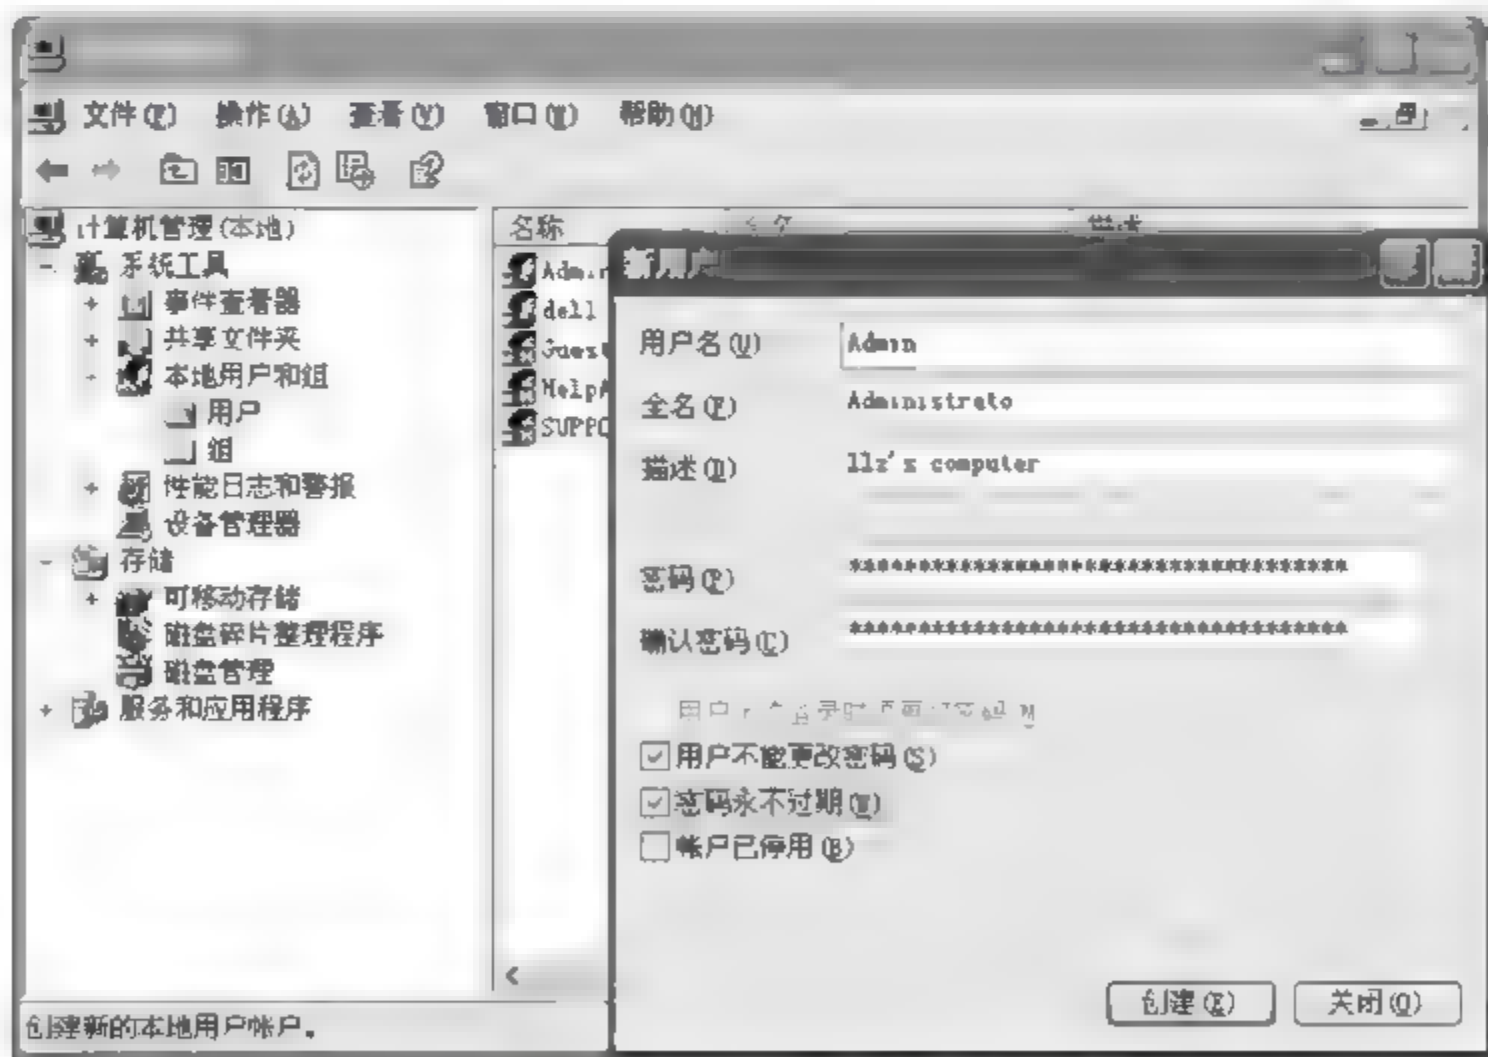 文件(F) 操作(A) 查看(V) 窗口(W) 帮助(H)
计算机管理(本地)
系统工具
事件查看器
共享文件夹
本地用户和组
用户
组
性能日志和警报
设备管理器
存储
可移动存储
磁盘碎片整理程序
磁盘管理
服务和应用程序
名称
Admin
dell
Guest
HelpA
SUPPO
新用户
用户名(U) Admin
全名(F) Administrato
描述(D) llz's computer
密码(P) ************************************
确认密码(C) ************************************
用户不能更改密码(S)
密码永不过期(W)
帐户已停用(B)
创建(E) 关闭(O)
创建新的本地用户帐户。